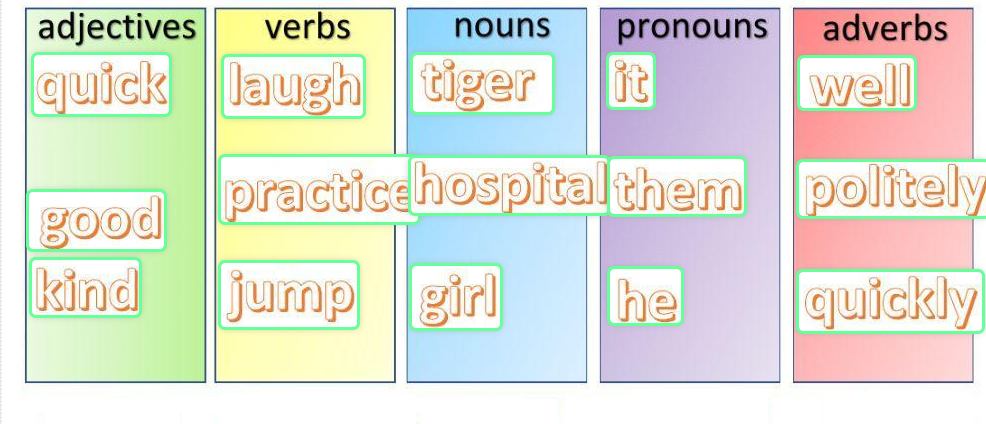 adjectives verbs nouns pronouns adverbs
quick laugh tiger it well
good practice hospital them politely
kind jump girl he quickly